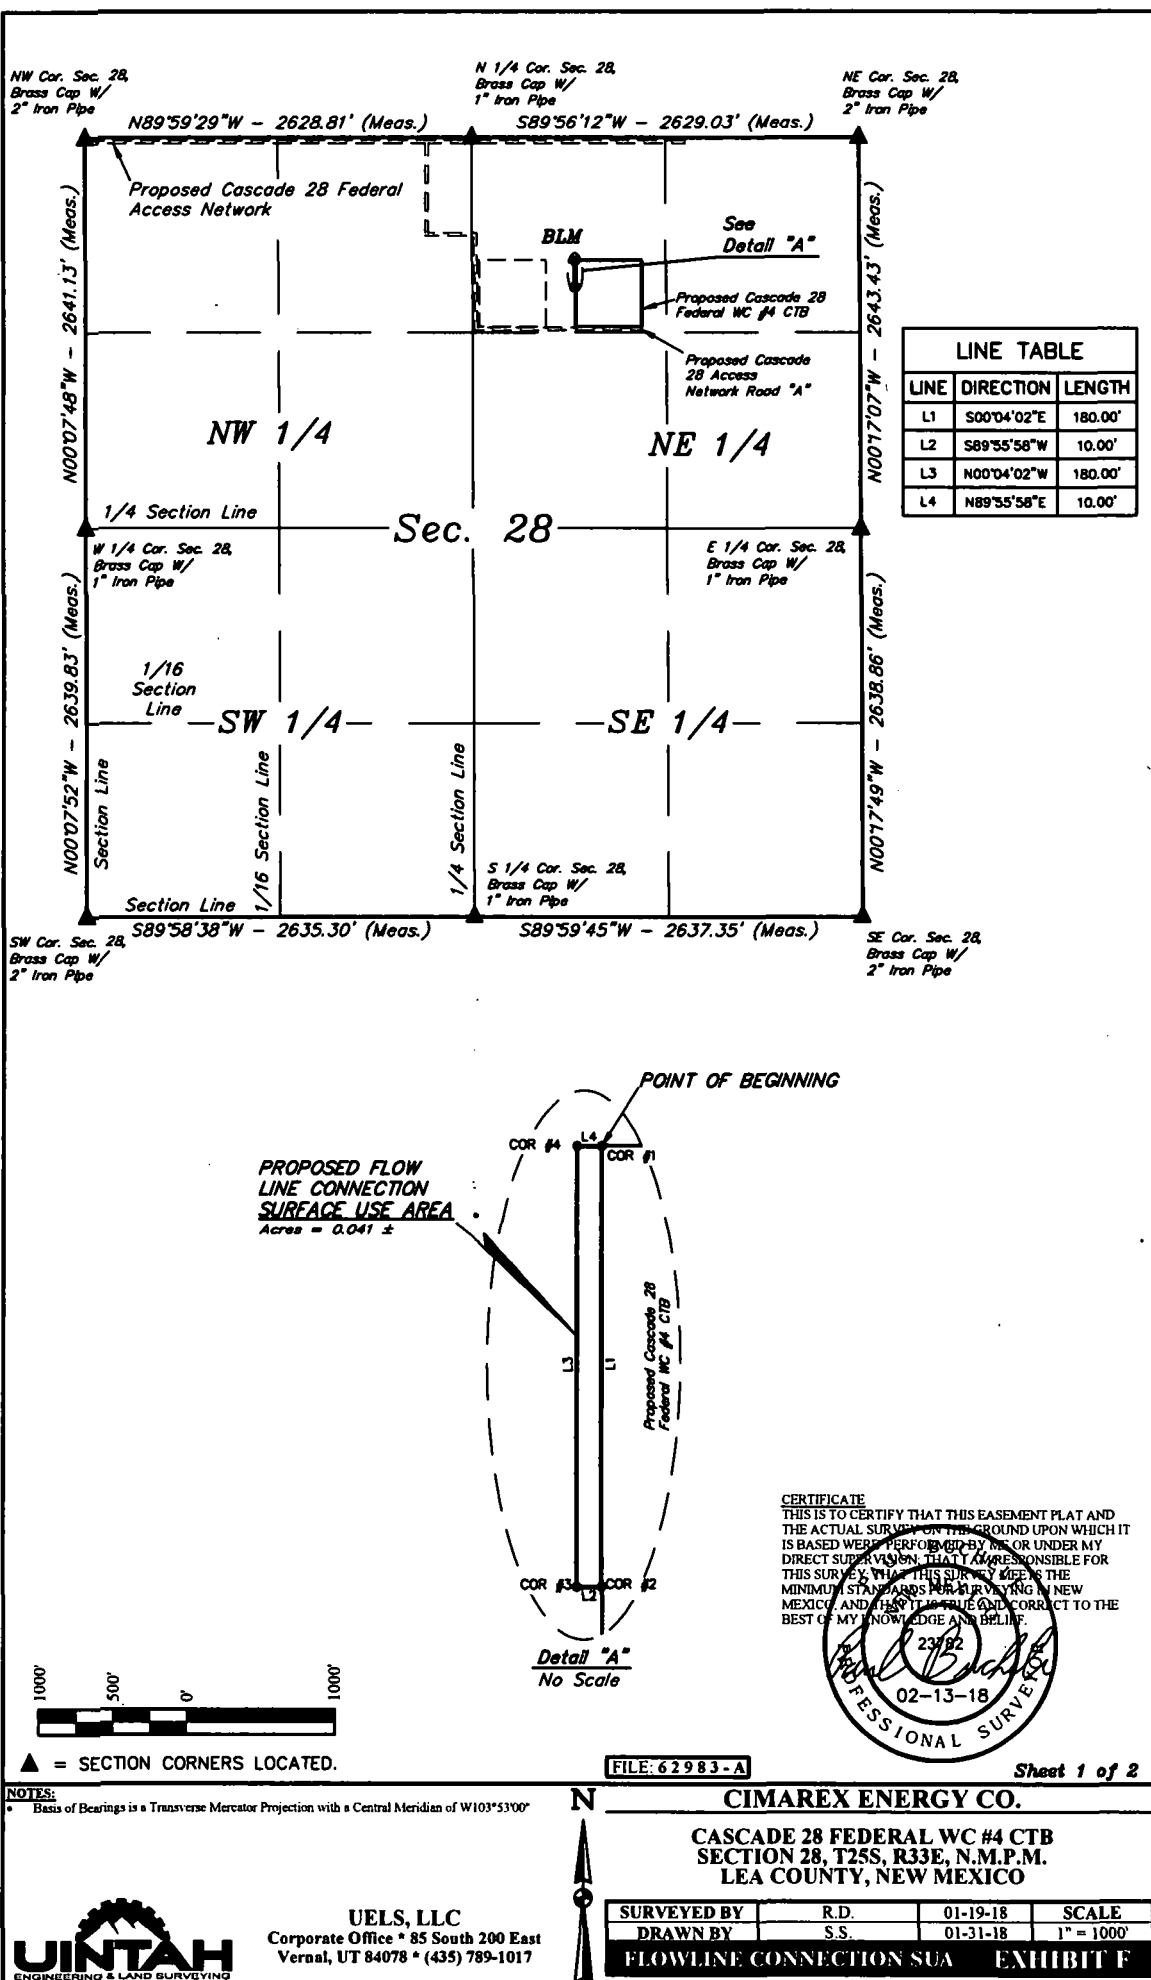 NW Cor. Sec. 28,
Brass Cap W/
2" Iron Pipe
N 1/4 Cor. Sec. 28,
Brass Cap W/
1" Iron Pipe
NE Cor. Sec. 28,
Brass Cap W/
2" Iron Pipe
N89°59'29"W - 2628.81' (Meas.)
S89°56'12"W - 2629.03' (Meas.)
Proposed Cascade 28 Federal
Access Network
BLM
See
Detail "A"
Proposed Cascade 28
Federal WC #4 CTB
Proposed Cascade
28 Access
Network Road "A"
N00°07'48"W - 2641.13' (Meas.)
N00°17'07"W - 2643.43' (Meas.)
LINE TABLE
LINE DIRECTION LENGTH
L1 S00°04'02"E 180.00'
L2 S89°55'58"W 10.00'
L3 N00°04'02"W 180.00'
L4 N89°55'58"E 10.00'
NW 1/4
NE 1/4
1/4 Section Line
Sec. 28
W 1/4 Cor. Sec. 28,
Brass Cap W/
1" Iron Pipe
E 1/4 Cor. Sec. 28,
Brass Cap W/
1" Iron Pipe
N00°07'52"W - 2639.83' (Meas.)
N00°17'49"W - 2638.86' (Meas.)
1/16
Section
Line
SW 1/4
SE 1/4
Section Line
1/16 Section Line
1/4 Section Line
S 1/4 Cor. Sec. 28,
Brass Cap W/
1" Iron Pipe
Section Line
S89°58'38"W - 2635.30' (Meas.)
S89°59'45"W - 2637.35' (Meas.)
SW Cor. Sec. 28,
Brass Cap W/
2" Iron Pipe
SE Cor. Sec. 28,
Brass Cap W/
2" Iron Pipe
POINT OF BEGINNING
COR #4
L4
COR #1
PROPOSED FLOW
LINE CONNECTION
SURFACE USE AREA
Acres = 0.041 ±
L3
L1
Proposed Cascade 28
Federal WC #4 CTB
COR #3
L2
COR #2
Detail "A"
No Scale
CERTIFICATE
THIS IS TO CERTIFY THAT THIS EASEMENT PLAT AND
THE ACTUAL SURVEY ON THE GROUND UPON WHICH IT
IS BASED WERE PERFORMED BY ME OR UNDER MY
DIRECT SUPERVISION; THAT I AM RESPONSIBLE FOR
THIS SURVEY; THAT THIS SURVEY MEETS THE
MINIMUM STANDARDS FOR SURVEYING IN NEW
MEXICO, AND THAT IT IS TRUE AND CORRECT TO THE
BEST OF MY KNOWLEDGE AND BELIEF.
PAUL BUCHELE
NEW MEXICO
23782
02-13-18
PROFESSIONAL SURVEYOR
1000' 500' 0' 1000'
▲ = SECTION CORNERS LOCATED.
FILE: 62983-A
Sheet 1 of 2
NOTES:
• Basis of Bearings is a Transverse Mercator Projection with a Central Meridian of W103°53'00"
N
CIMAREX ENERGY CO.
CASCADE 28 FEDERAL WC #4 CTB
SECTION 28, T25S, R33E, N.M.P.M.
LEA COUNTY, NEW MEXICO
UINTAH
ENGINEERING & LAND SURVEYING
UELS, LLC
Corporate Office * 85 South 200 East
Vernal, UT 84078 * (435) 789-1017
SURVEYED BY R.D. 01-19-18 SCALE
DRAWN BY S.S. 01-31-18 1" = 1000'
FLOWLINE CONNECTION SUA EXHIBIT F